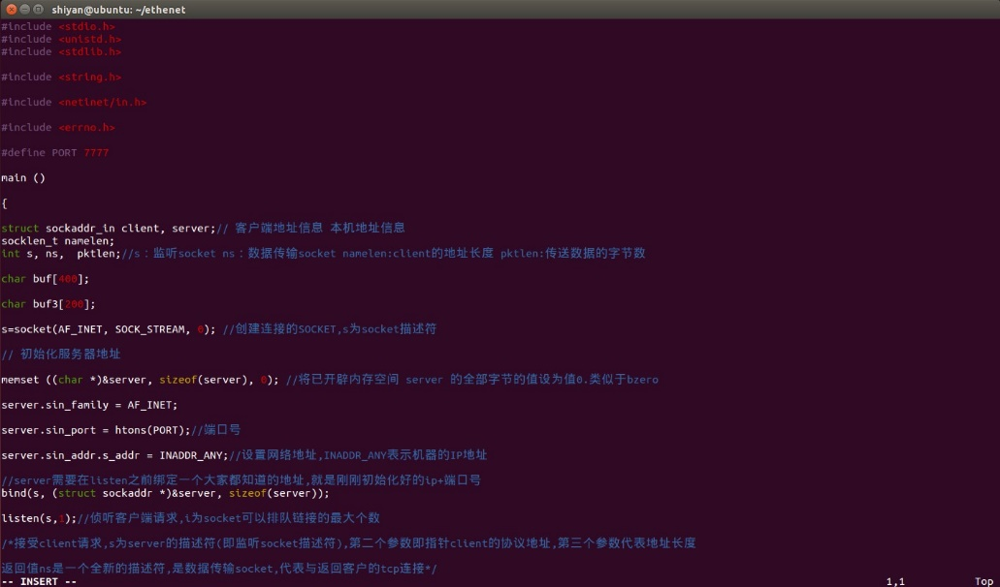 shiyan@ubuntu: ~/ethenet
#include <stdio.h>
#include <unistd.h>
#include <stdlib.h>
#include <string.h>
#include <netinet/in.h>
#include <errno.h>
#define PORT 7777
main ()
{
struct sockaddr_in client, server;// 客户端地址信息 本机地址信息
socklen_t namelen;
int s, ns,  pktlen;//s：监听socket ns：数据传输socket namelen:client的地址长度 pktlen:传送数据的字节数
char buf[400];
char buf3[200];
s=socket(AF_INET, SOCK_STREAM, 0); //创建连接的SOCKET,s为socket描述符
// 初始化服务器地址
memset ((char *)&server, sizeof(server), 0); //将已开辟内存空间 server 的全部字节的值设为值0.类似于bzero
server.sin_family = AF_INET;
server.sin_port = htons(PORT);//端口号
server.sin_addr.s_addr = INADDR_ANY;//设置网络地址,INADDR_ANY表示机器的IP地址
//server需要在listen之前绑定一个大家都知道的地址,就是刚刚初始化好的ip+端口号
bind(s, (struct sockaddr *)&server, sizeof(server));
listen(s,1);//侦听客户端请求,i为socket可以排队链接的最大个数
/*接受client请求,s为server的描述符(即监听socket描述符),第二个参数即指针client的协议地址,第三个参数代表地址长度
返回值ns是一个全新的描述符,是数据传输socket,代表与返回客户的tcp连接*/
-- INSERT -- 1,1 Top